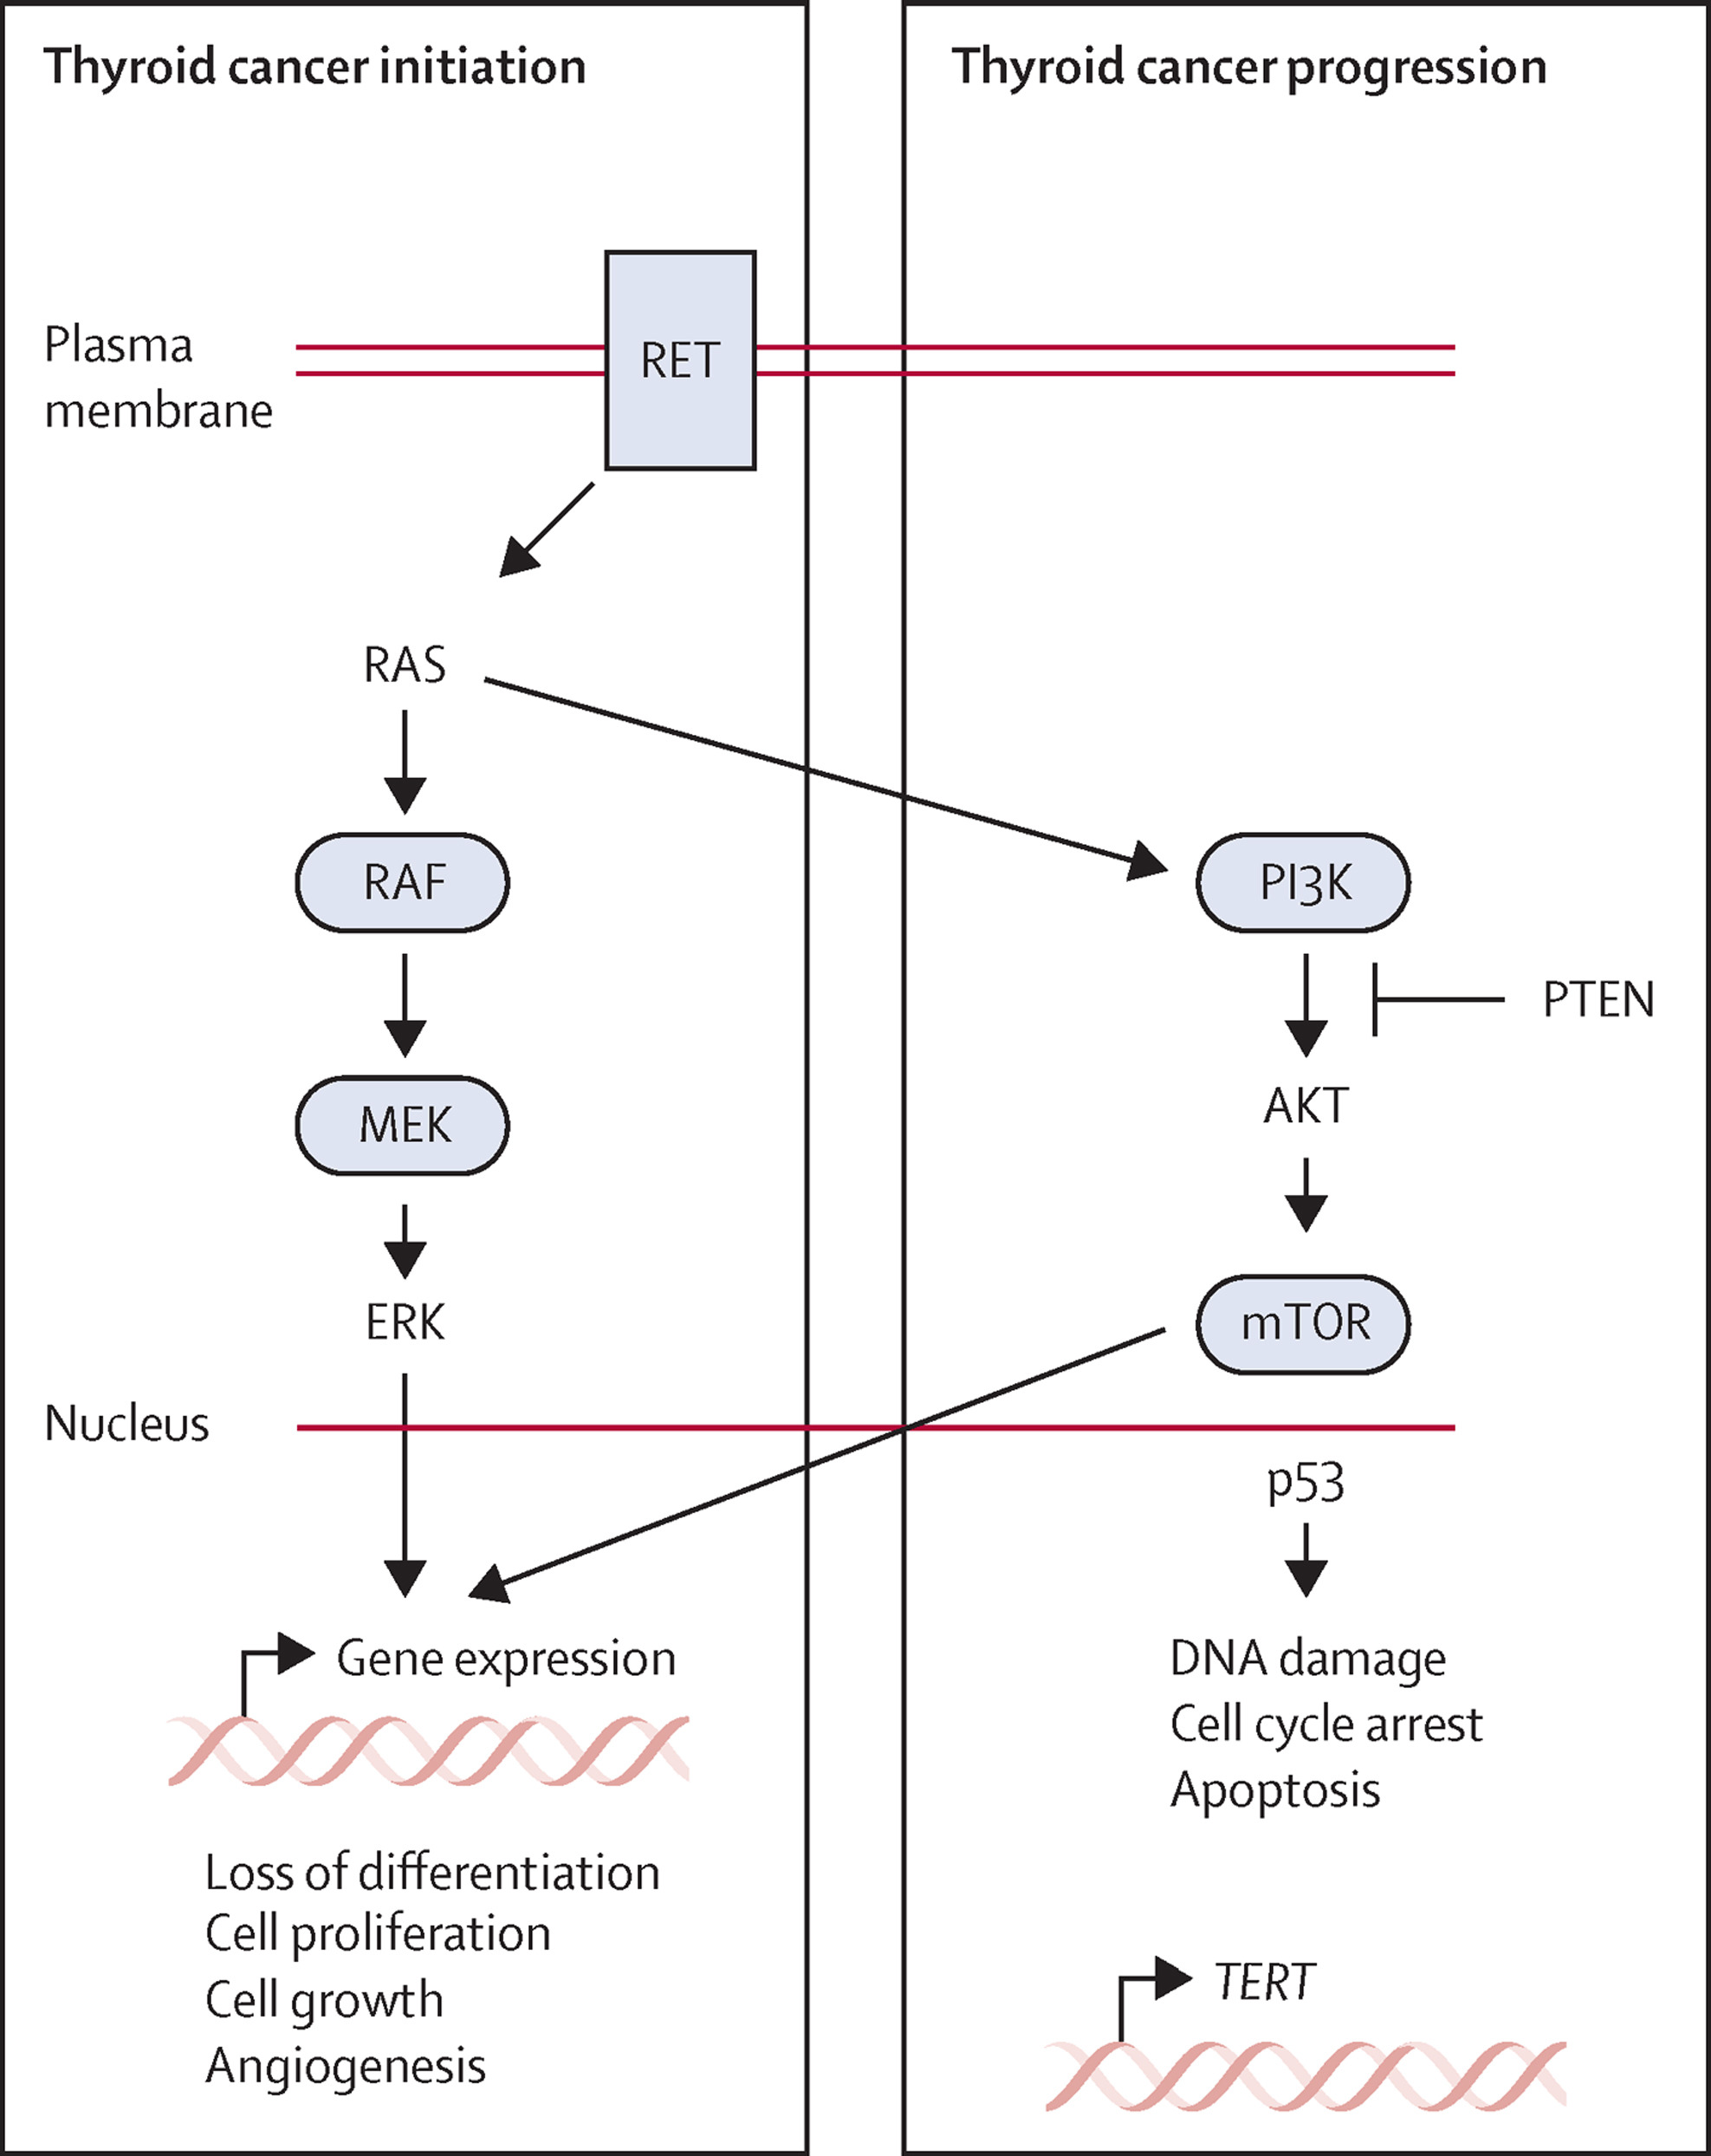 Thyroid cancer initiation
Plasma
membrane
RET
RAS
RAF
MEK
ERK
Nucleus
Gene expression
Loss of differentiation
Cell proliferation
Cell growth
Angiogenesis
Thyroid cancer progression
PI3K
PTEN
AKT
mTOR
p53
DNA damage
Cell cycle arrest
Apoptosis
TERT